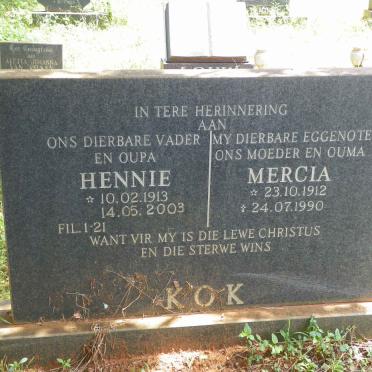 IN TERE HERINNERING
AAN
ONS DIERBARE VADER
EN OUPA
HENNIE
☆ 10.02.1913
14.05.2003
FIL.1-21
MY DIERBARE EGGENOTE
ONS MOEDER EN OUMA
MERCIA
☆ 23.10.1912
✝ 24.07.1990
WANT VIR MY IS DIE LEWE CHRISTUS
EN DIE STERWE WINS
KOK
ALETTA JOHANNA